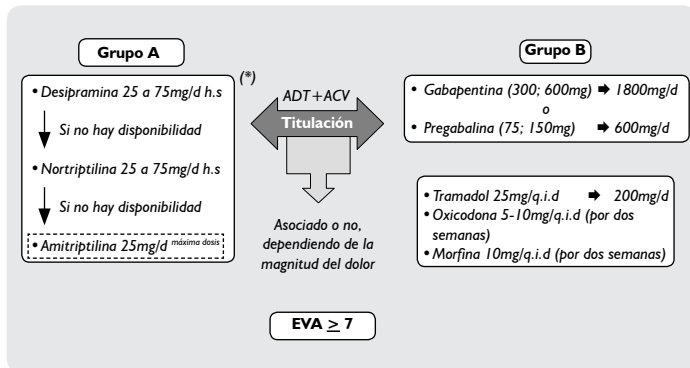 Grupo A
• Desipramina 25 a 75mg/d h.s
Si no hay disponibilidad
• Nortriptilina 25 a 75mg/d h.s
Si no hay disponibilidad
• Amitriptilina 25mg/d máxima dosis
(*)
ADT+ACV
Titulación
Asociado o no,
dependiendo de la
magnitud del dolor
EVA ≥ 7
Grupo B
• Gabapentina (300; 600mg) ➡ 1800mg/d
o
• Pregabalina (75; 150mg) ➡ 600mg/d
• Tramadol 25mg/q.i.d ➡ 200mg/d
• Oxicodona 5-10mg/q.i.d (por dos
semanas)
• Morfina 10mg/q.i.d (por dos semanas)